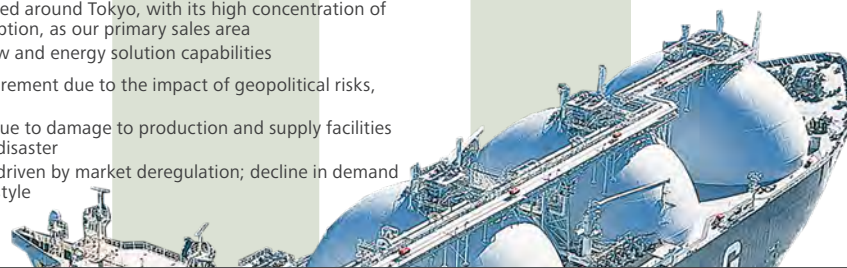 ed around Tokyo, with its high concentration of
ption, as our primary sales area
w and energy solution capabilities
rement due to the impact of geopolitical risks,
ue to damage to production and supply facilities
disaster
driven by market deregulation; decline in demand
style
G